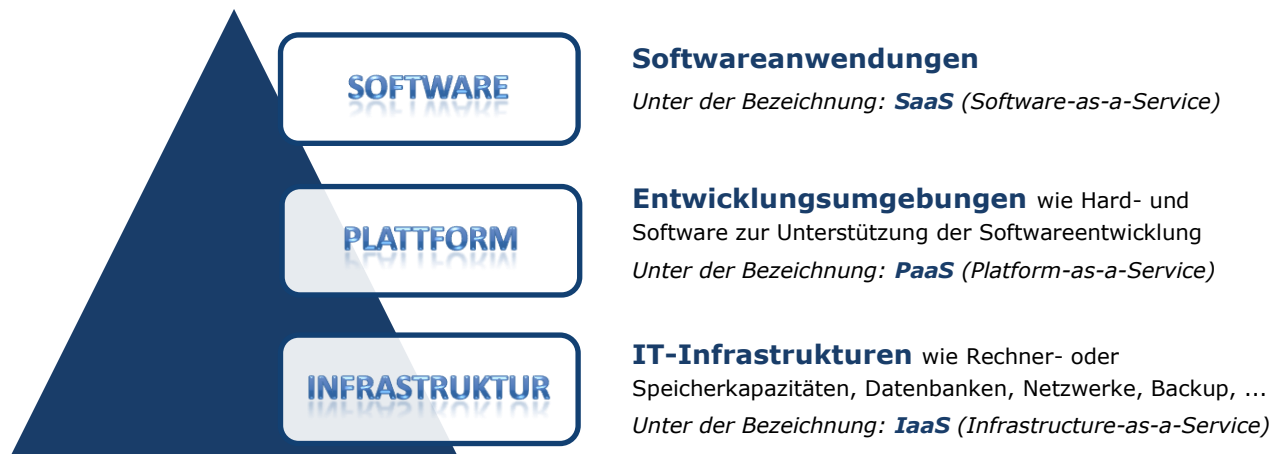 SOFTWARE
Softwareanwendungen
Unter der Bezeichnung: SaaS (Software-as-a-Service)
PLATTFORM
Entwicklungsumgebungen wie Hard- und
Software zur Unterstützung der Softwareentwicklung
Unter der Bezeichnung: PaaS (Platform-as-a-Service)
INFRASTRUKTUR
IT-Infrastrukturen wie Rechner- oder
Speicherkapazitäten, Datenbanken, Netzwerke, Backup, ...
Unter der Bezeichnung: IaaS (Infrastructure-as-a-Service)